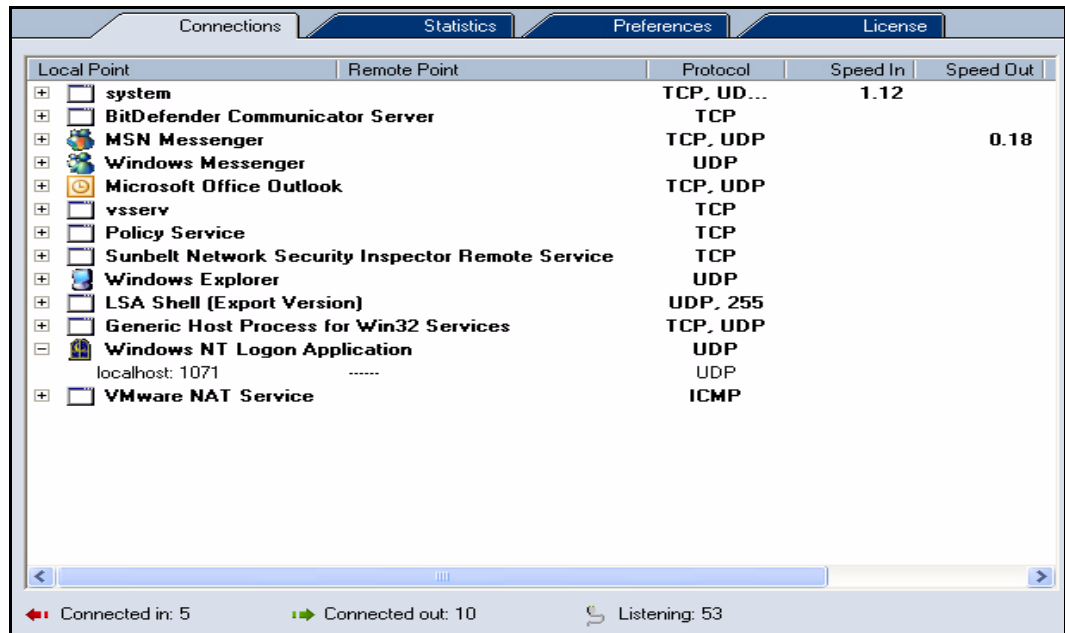 Connections Statistics Preferences License
Local Point Remote Point Protocol Speed In Speed Out
system TCP, UD... 1.12
BitDefender Communicator Server TCP
MSN Messenger TCP, UDP 0.18
Windows Messenger UDP
Microsoft Office Outlook TCP, UDP
vsserv TCP
Policy Service TCP
Sunbelt Network Security Inspector Remote Service TCP
Windows Explorer UDP
LSA Shell (Export Version) UDP, 255
Generic Host Process for Win32 Services TCP, UDP
Windows NT Logon Application UDP
localhost: 1071 ------ UDP
VMware NAT Service ICMP
Connected in: 5 Connected out: 10 Listening: 53